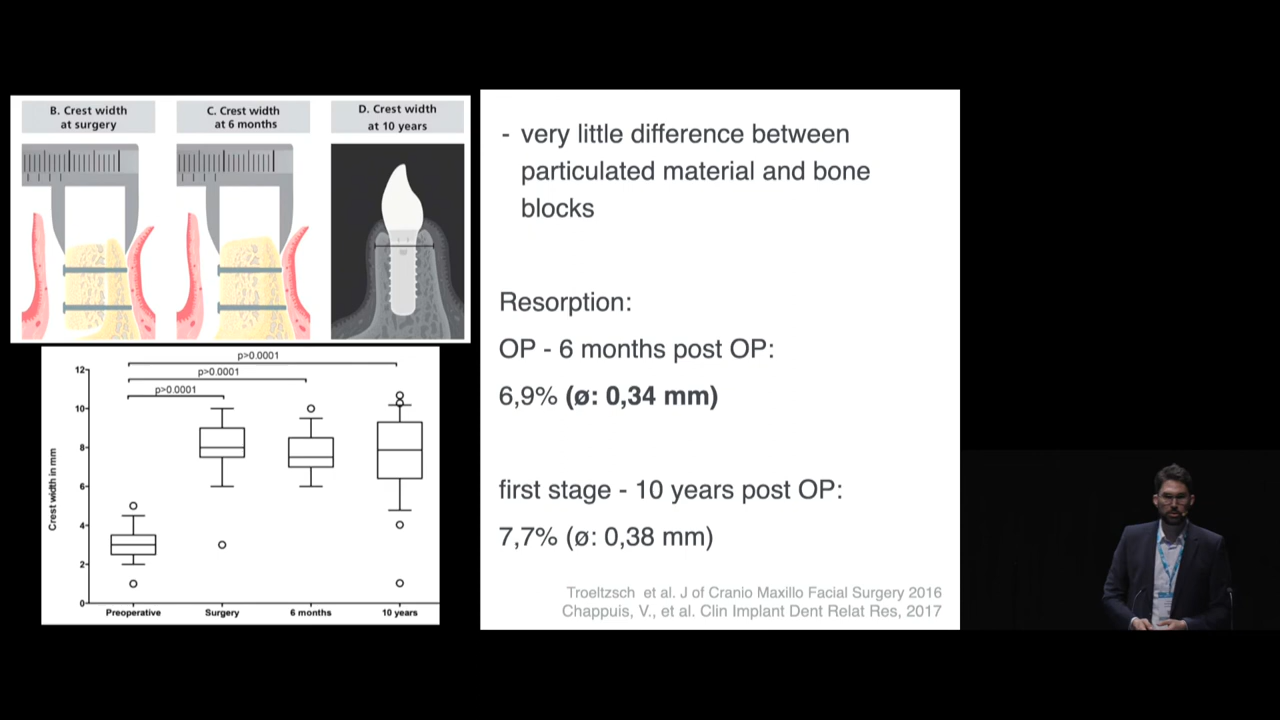 B. Crest width
at surgery
C. Crest width
at 6 months
D. Crest width
at 10 years
p>0.0001
p>0.0001
p>0.0001
12
10
8
6
4
2
0
Crest width in mm
Preoperative
Surgery
6 months
10 years
- very little difference between
particulated material and bone
blocks
Resorption:
OP - 6 months post OP:
6,9% (ø: 0,34 mm)
first stage - 10 years post OP:
7,7% (ø: 0,38 mm)
Troeltzsch et al. J of Cranio Maxillo Facial Surgery 2016
Chappuis, V., et al. Clin Implant Dent Relat Res, 2017